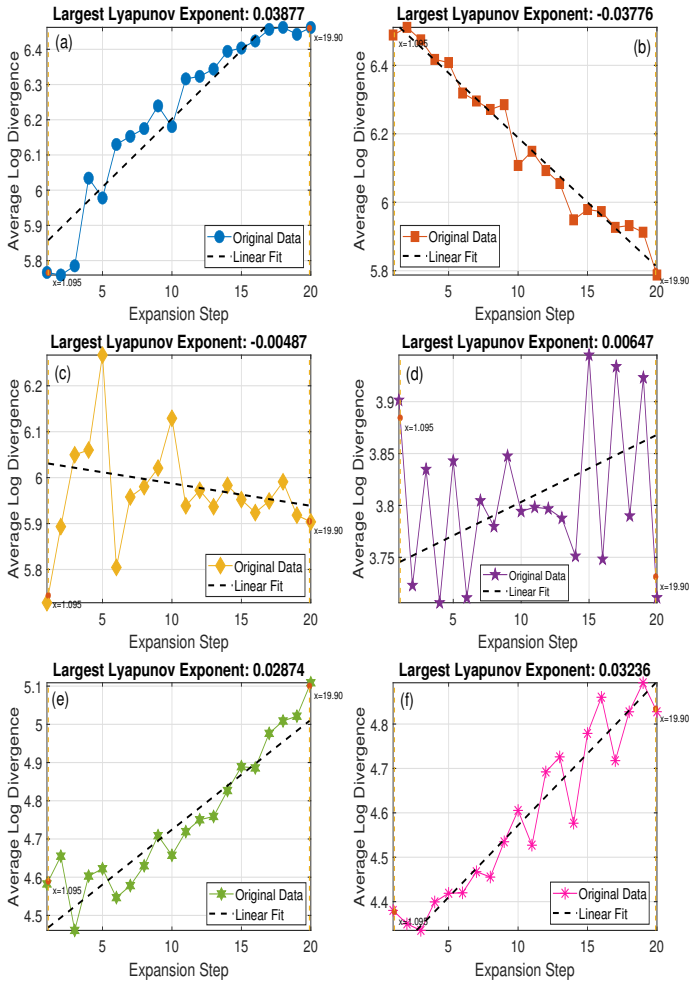 Largest Lyapunov Exponent: 0.03877
(a)
Average Log Divergence
6.4
6.3
6.2
6.1
6
5.9
5.8
x=1.095
x=19.90
Original Data
Linear Fit
5
10
15
20
Expansion Step
Largest Lyapunov Exponent: -0.03776
(b)
Average Log Divergence
6.4
6.2
6
5.8
x=1.095
x=19.90
Original Data
Linear Fit
5
10
15
20
Expansion Step
Largest Lyapunov Exponent: -0.00487
(c)
Average Log Divergence
6.2
6.1
6
5.9
5.8
x=1.095
x=19.90
Original Data
Linear Fit
5
10
15
20
Expansion Step
Largest Lyapunov Exponent: 0.00647
(d)
Average Log Divergence
3.9
3.85
3.8
3.75
x=1.095
x=19.90
Original Data
Linear Fit
5
10
15
20
Expansion Step
Largest Lyapunov Exponent: 0.02874
(e)
Average Log Divergence
5.1
5
4.9
4.8
4.7
4.6
4.5
x=1.095
x=19.90
Original Data
Linear Fit
5
10
15
20
Expansion Step
Largest Lyapunov Exponent: 0.03236
(f)
Average Log Divergence
4.8
4.7
4.6
4.5
4.4
x=1.095
x=19.90
Original Data
Linear Fit
5
10
15
20
Expansion Step